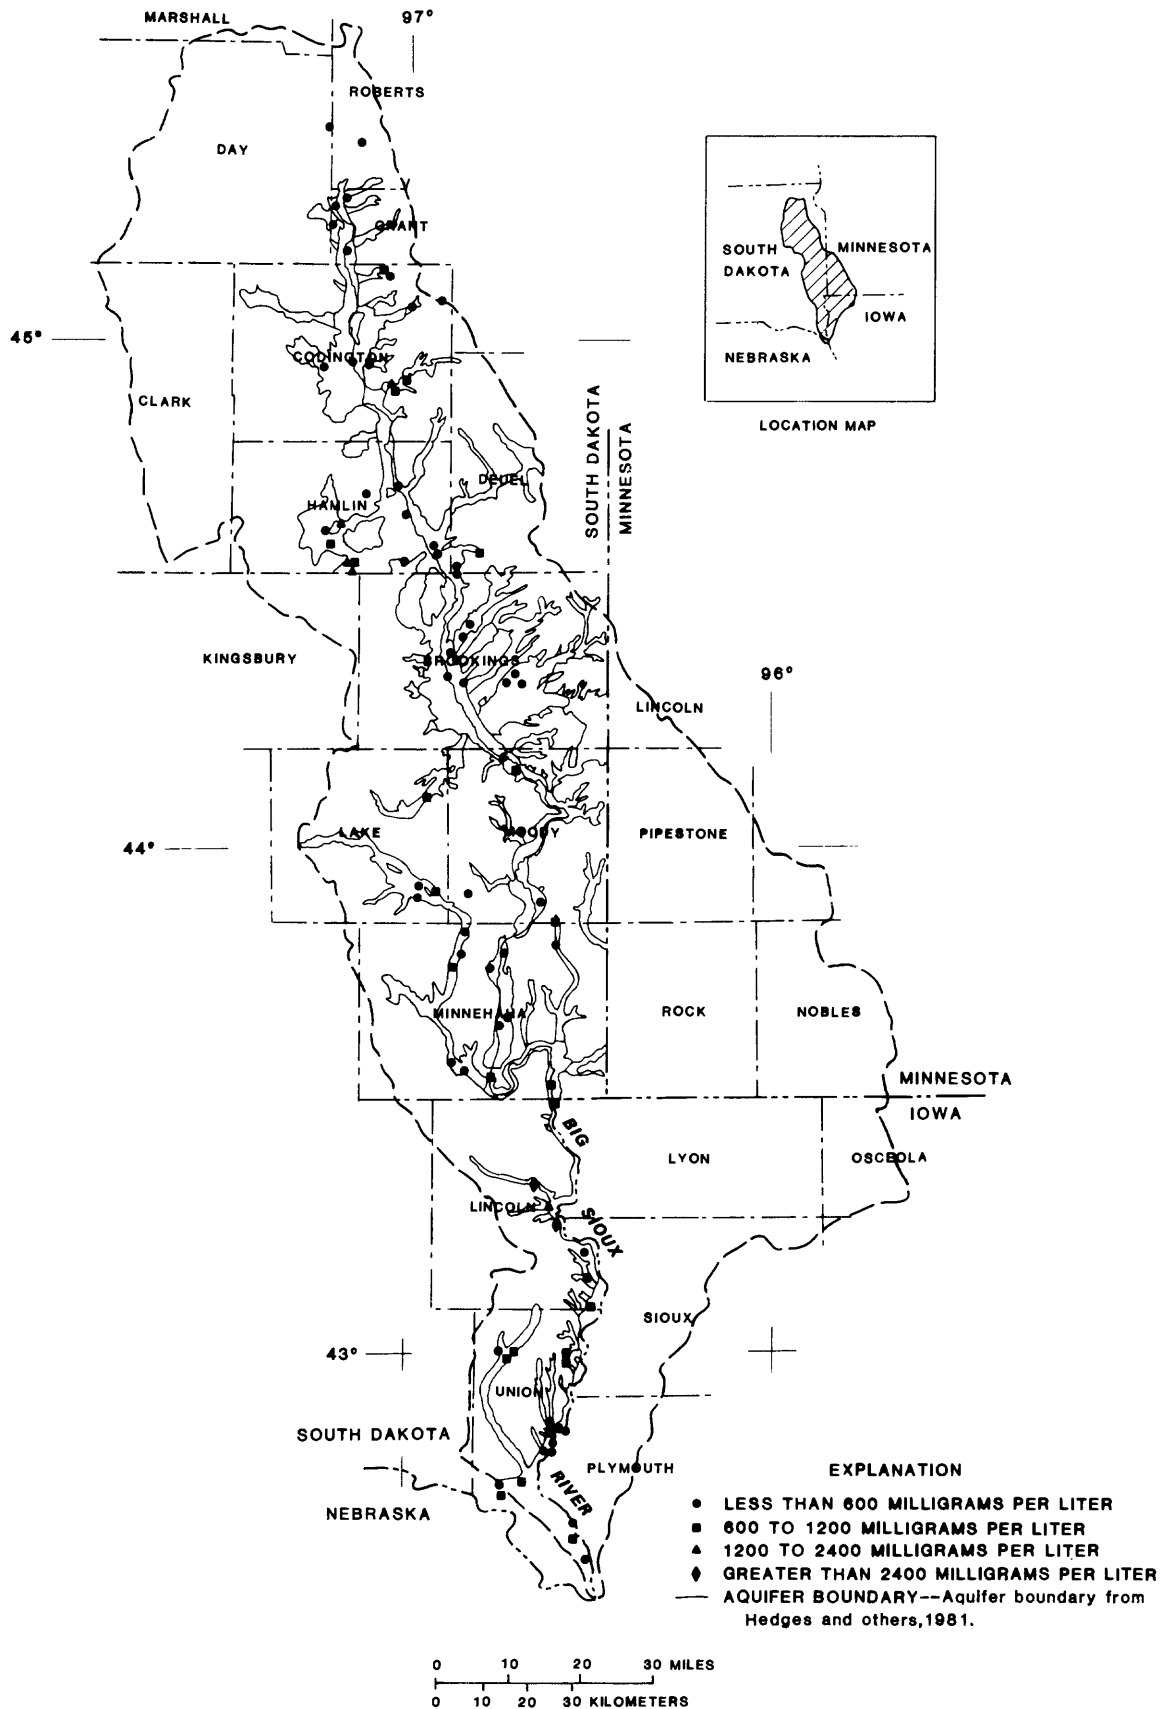 MARSHALL
97°
ROBERTS
DAY
GRANT
SOUTH DAKOTA
MINNESOTA
IOWA
NEBRASKA
LOCATION MAP
45°
CODINGTON
CLARK
SOUTH DAKOTA
MINNESOTA
DEUEL
HAMLIN
KINGSBURY
BROOKINGS
96°
LINCOLN
LAKE
MOODY
PIPESTONE
44°
MINNEHAHA
ROCK
NOBLES
MINNESOTA
IOWA
BIG
LYON
OSCEOLA
LINCOLN
SIOUX
SIOUX
43°
UNION
SOUTH DAKOTA
PLYMOUTH
RIVER
NEBRASKA
EXPLANATION
LESS THAN 600 MILLIGRAMS PER LITER
600 TO 1200 MILLIGRAMS PER LITER
1200 TO 2400 MILLIGRAMS PER LITER
GREATER THAN 2400 MILLIGRAMS PER LITER
AQUIFER BOUNDARY--Aquifer boundary from
Hedges and others,1981.
0 10 20 30 MILES
0 10 20 30 KILOMETERS